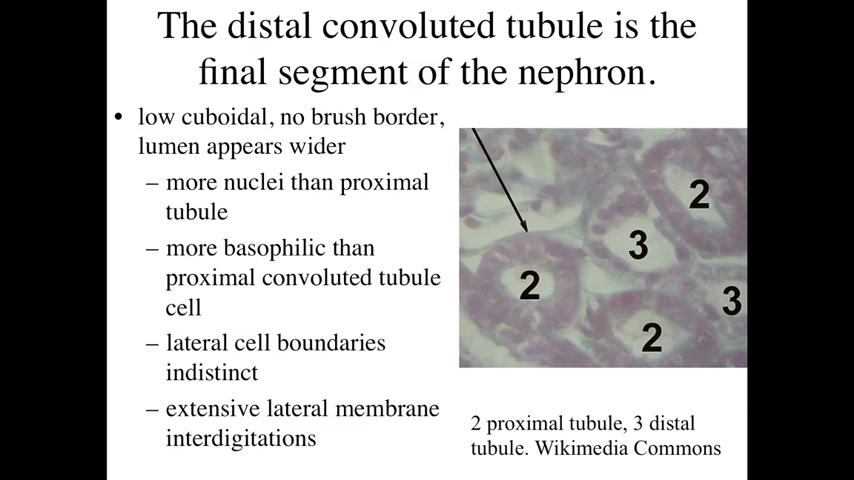 The distal convoluted tubule is the
final segment of the nephron.
• low cuboidal, no brush border,
lumen appears wider
– more nuclei than proximal
tubule
– more basophilic than
proximal convoluted tubule
cell
– lateral cell boundaries
indistinct
– extensive lateral membrane
interdigitations
2
3
2
3
2
2 proximal tubule, 3 distal
tubule. Wikimedia Commons